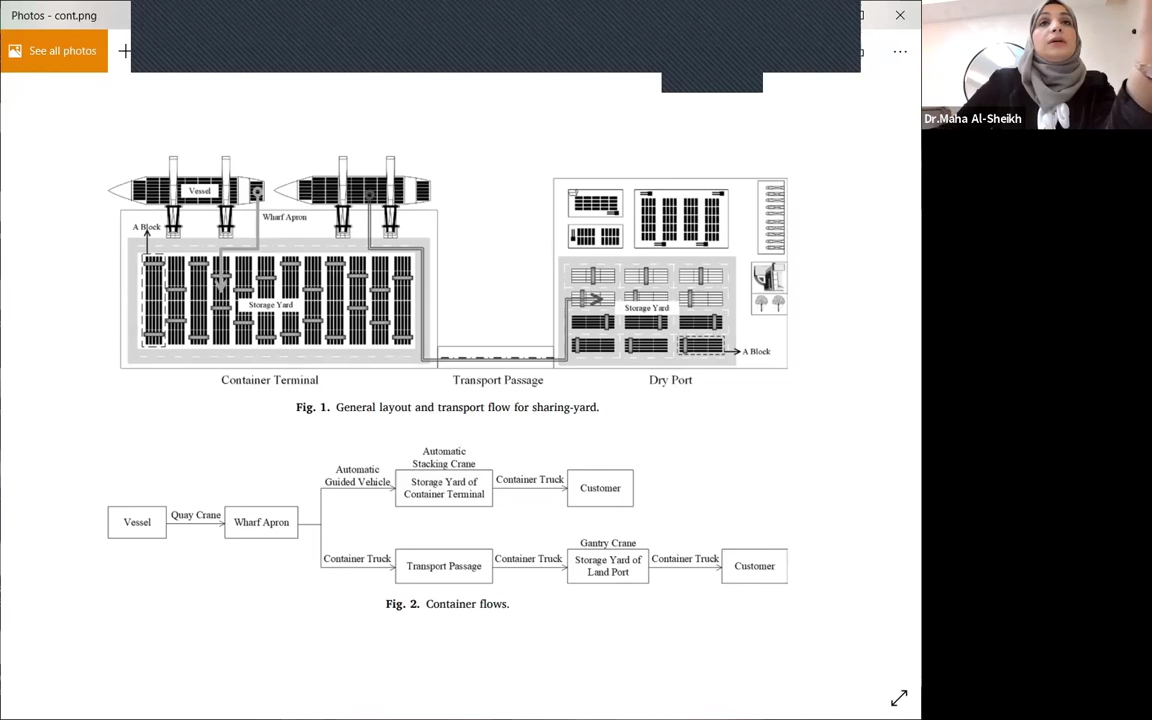 Photos - cont.png
See all photos
Dr.Maha Al-Sheikh
Vessel
Wharf Apron
A Block
Storage Yard
Storage Yard
A Block
Container Terminal
Transport Passage
Dry Port
Fig. 1. General layout and transport flow for sharing-yard.
Automatic
Stacking Crane
Automatic
Guided Vehicle
Storage Yard of
Container Terminal
Container Truck
Customer
Vessel
Quay Crane
Wharf Apron
Container Truck
Transport Passage
Container Truck
Gantry Crane
Storage Yard of
Land Port
Container Truck
Customer
Fig. 2. Container flows.